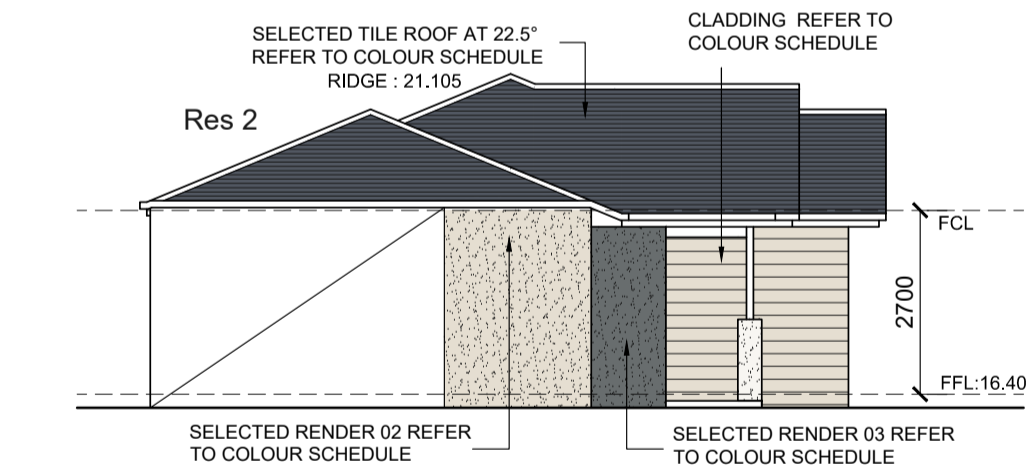 SELECTED TILE ROOF AT 22.5°
REFER TO COLOUR SCHEDULE
RIDGE : 21.105
CLADDING REFER TO
COLOUR SCHEDULE
Res 2
FCL
2700
FFL:16.40
SELECTED RENDER 02 REFER
TO COLOUR SCHEDULE
SELECTED RENDER 03 REFER
TO COLOUR SCHEDULE